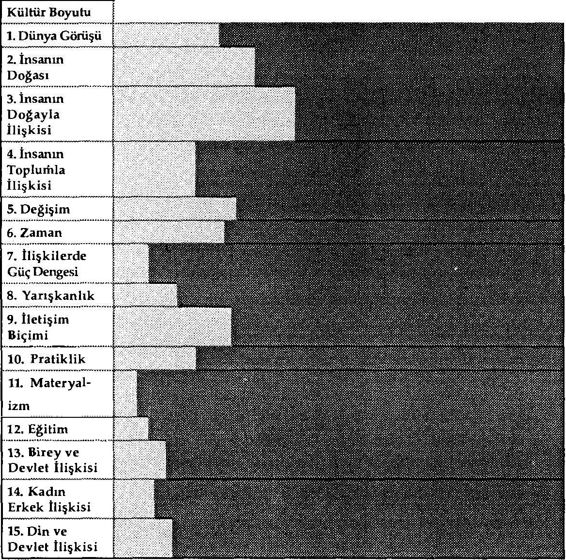 Kültür Boyutu
1. Dünya Görüşü
2. İnsanın
Doğası
3. İnsanın
Doğayla
İlişkisi
4. İnsanın
Toplumla
İlişkisi
5. Değişim
6. Zaman
7. İlişkilerde
Güç Dengesi
8. Yarışkanlık
9. İletişim
Biçimi
10. Pratiklik
11. Materyal-
izm
12. Eğitim
13. Birey ve
Devlet İlişkisi
14. Kadın
Erkek İlişkisi
15. Din ve
Devlet İlişkisi